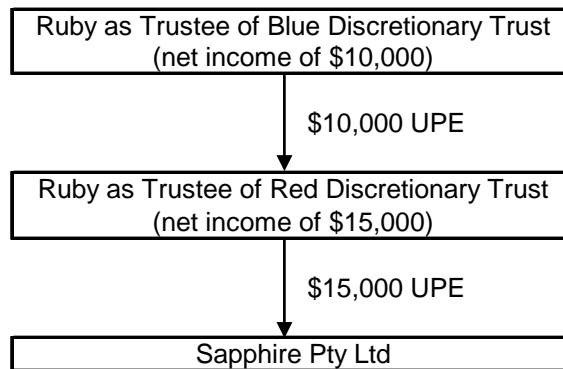 Ruby as Trustee of Blue Discretionary Trust
(net income of $10,000)
$10,000 UPE
Ruby as Trustee of Red Discretionary Trust
(net income of $15,000)
$15,000 UPE
Sapphire Pty Ltd